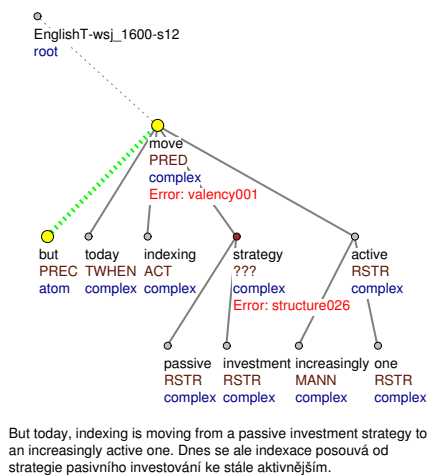 EnglishT-wsj_1600-s12
root
move
PRED
complex
Error: valency001
but today indexing strategy active
PREC TWHEN ACT ??? RSTR
atom complex complex complex complex
Error: structure026
passive investment increasingly one
RSTR RSTR MANN RSTR
complex complex complex complex
But today, indexing is moving from a passive investment strategy to
an increasingly active one. Dnes se ale indexace posouvá od
strategie pasivního investování ke stále aktivnějším.